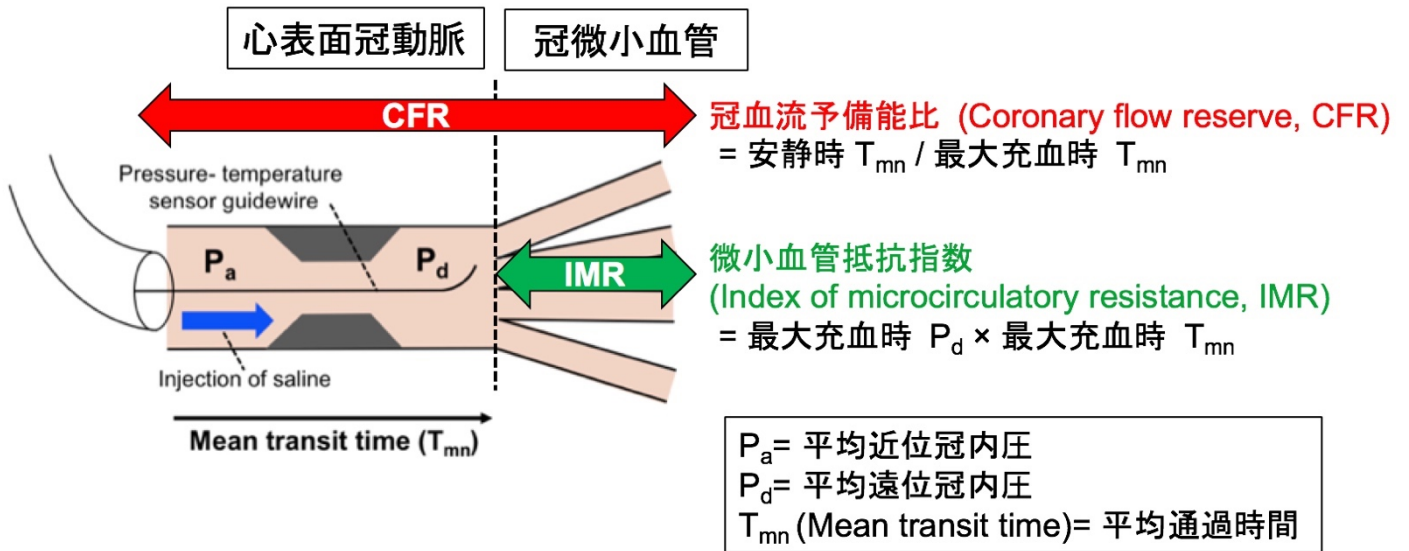 心表面冠動脈
冠微小血管
CFR
冠血流予備能比 (Coronary flow reserve, CFR)
= 安静時 Tmn / 最大充血時 Tmn
Pressure- temperature
sensor guidewire
Pa
Pd
IMR
微小血管抵抗指数
(Index of microcirculatory resistance, IMR)
= 最大充血時 Pd × 最大充血時 Tmn
Injection of saline
Mean transit time (Tmn)
Pa= 平均近位冠内圧
Pd= 平均遠位冠内圧
Tmn (Mean transit time)= 平均通過時間